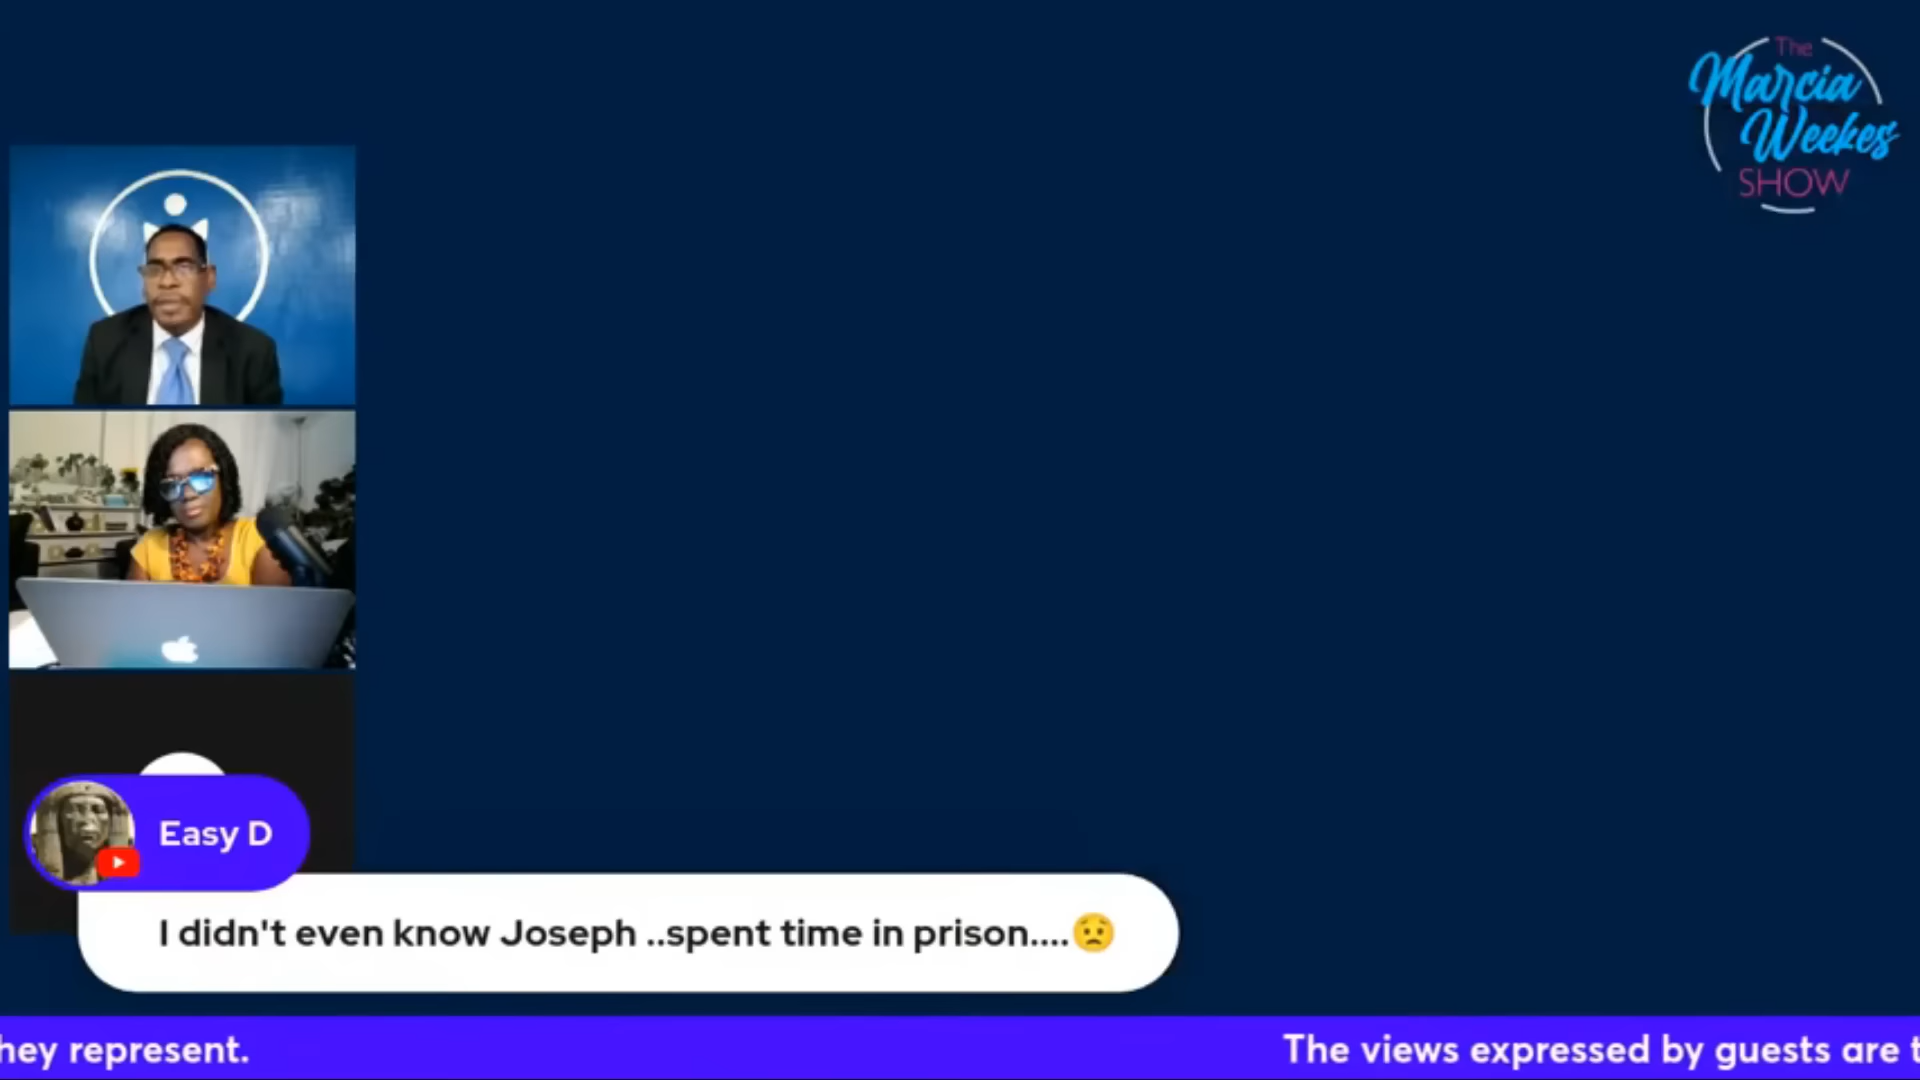 The
Marcia
Weekes
SHOW
Easy D
I didn't even know Joseph ..spent time in prison....😟
hey represent.
The views expressed by guests are t